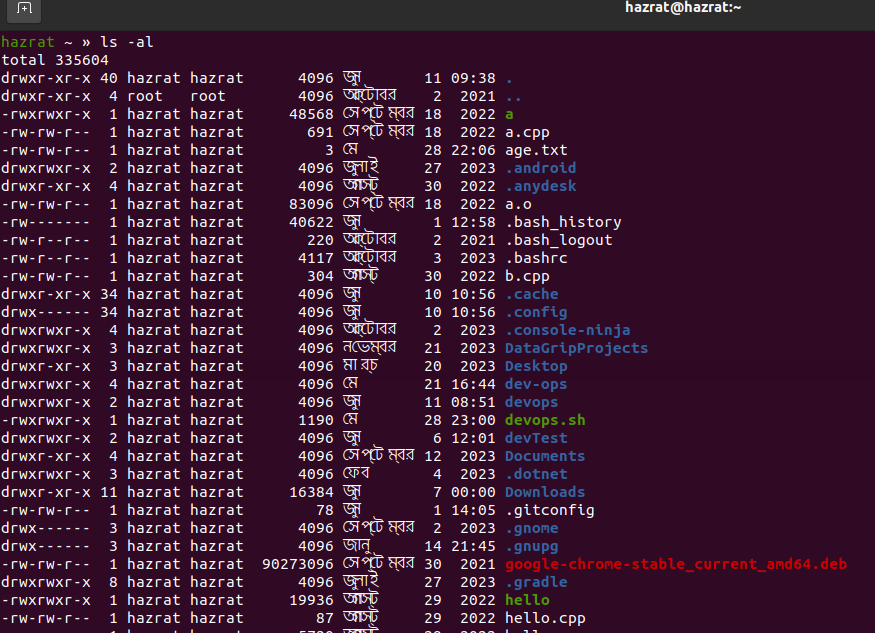 hazrat@hazrat:~
hazrat ~ » ls -al
total 335604
drwxr-xr-x 40 hazrat hazrat 4096 জুন 11 09:38 .
drwxr-xr-x 4 root root 4096 অক্টোবর 2 2021 ..
-rwxrwxr-x 1 hazrat hazrat 48568 সেপ্টেম্বর 18 2022 a
-rw-rw-r-- 1 hazrat hazrat 691 সেপ্টেম্বর 18 2022 a.cpp
-rw-rw-r-- 1 hazrat hazrat 3 মে 28 22:06 age.txt
drwxrwxr-x 2 hazrat hazrat 4096 জুলাই 27 2023 .android
drwxr-xr-x 4 hazrat hazrat 4096 আগস্ট 30 2022 .anydesk
-rw-rw-r-- 1 hazrat hazrat 83096 সেপ্টেম্বর 18 2022 a.o
-rw------- 1 hazrat hazrat 40622 জুন 1 12:58 .bash_history
-rw-r--r-- 1 hazrat hazrat 220 অক্টোবর 2 2021 .bash_logout
-rw-r--r-- 1 hazrat hazrat 4117 অক্টোবর 3 2023 .bashrc
-rw-rw-r-- 1 hazrat hazrat 304 আগস্ট 30 2022 b.cpp
drwxr-xr-x 34 hazrat hazrat 4096 জুন 10 10:56 .cache
drwx------ 34 hazrat hazrat 4096 জুন 10 10:56 .config
drwxrwxr-x 4 hazrat hazrat 4096 অক্টোবর 2 2023 .console-ninja
drwxrwxr-x 3 hazrat hazrat 4096 নভেম্বর 21 2023 DataGripProjects
drwxr-xr-x 3 hazrat hazrat 4096 মার্চ 20 2023 Desktop
drwxrwxr-x 4 hazrat hazrat 4096 মে 21 16:44 dev-ops
drwxrwxr-x 2 hazrat hazrat 4096 জুন 11 08:51 devops
-rwxrwxr-x 1 hazrat hazrat 1190 মে 28 23:00 devops.sh
drwxrwxr-x 2 hazrat hazrat 4096 জুন 6 12:01 devTest
drwxr-xr-x 4 hazrat hazrat 4096 সেপ্টেম্বর 12 2023 Documents
drwxrwxr-x 3 hazrat hazrat 4096 ফেব 4 2023 .dotnet
drwxr-xr-x 11 hazrat hazrat 16384 জুন 7 00:00 Downloads
-rw-rw-r-- 1 hazrat hazrat 78 জুন 1 14:05 .gitconfig
drwx------ 3 hazrat hazrat 4096 সেপ্টেম্বর 2 2023 .gnome
drwx------ 3 hazrat hazrat 4096 জানু 14 21:45 .gnupg
-rw-rw-r-- 1 hazrat hazrat 90273096 সেপ্টেম্বর 30 2021 google-chrome-stable_current_amd64.deb
drwxrwxr-x 8 hazrat hazrat 4096 জুলাই 27 2023 .gradle
-rwxrwxr-x 1 hazrat hazrat 19936 আগস্ট 29 2022 hello
-rw-rw-r-- 1 hazrat hazrat 87 আগস্ট 29 2022 hello.cpp